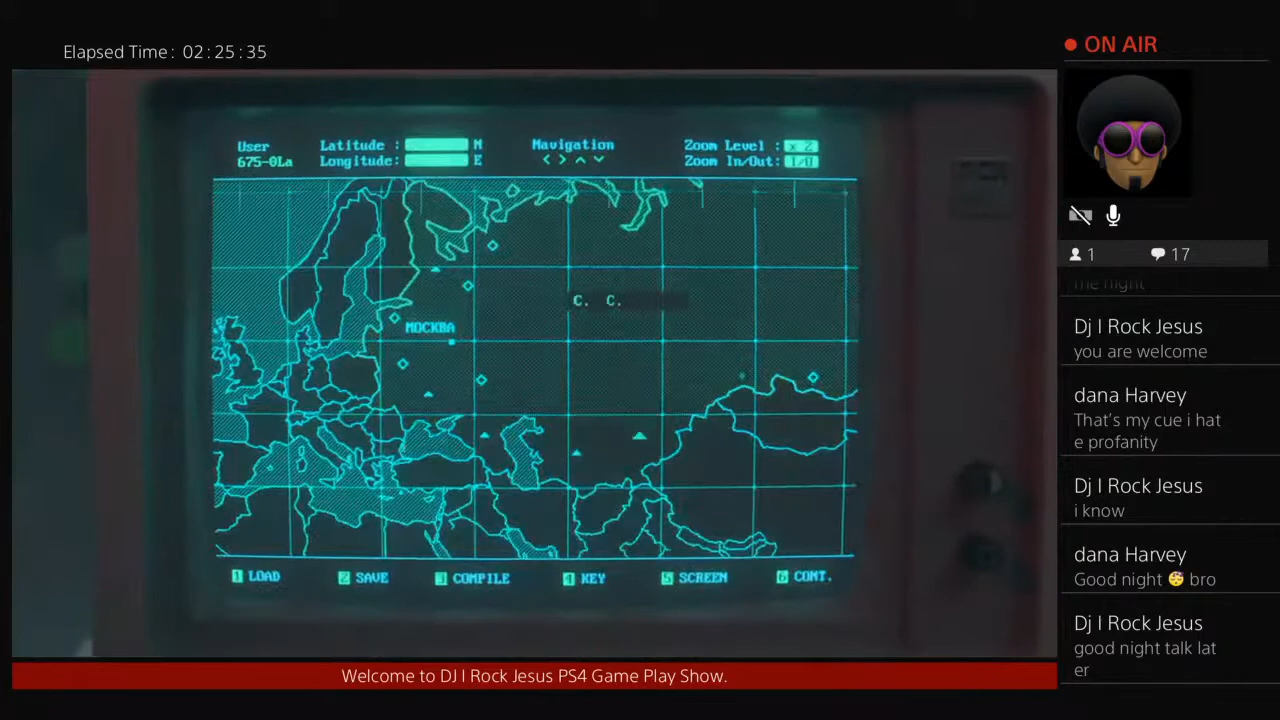 Elapsed Time: 02:25:35
ON AIR
User
675-0La
Latitude : N
Longitude: E
Navigation
< > ^ v
Zoom Level : x 2
Zoom In/Out: I/O
МОСКВА
C. C.
1 LOAD
2 SAVE
3 COMPILE
4 KEY
5 SCREEN
6 CONT.
1
17
me night
Dj I Rock Jesus
you are welcome
dana Harvey
That's my cue i hat
e profanity
Dj I Rock Jesus
i know
dana Harvey
Good night 😴 bro
Dj I Rock Jesus
good night talk lat
er
Welcome to DJ I Rock Jesus PS4 Game Play Show.